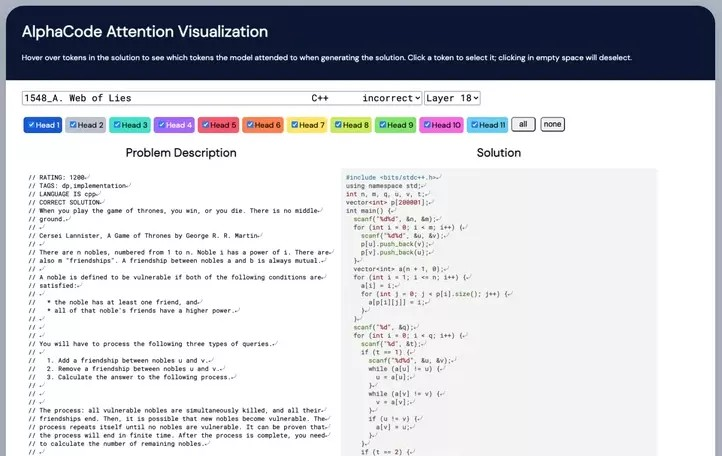 AlphaCode Attention Visualization
Hover over tokens in the solution to see which tokens the model attended to when generating the solution. Click a token to select it; clicking in empty space will deselect.
1548_A. Web of Lies C++ incorrect Layer 18
Head 1 Head 2 Head 3 Head 4 Head 5 Head 6 Head 7 Head 8 Head 9 Head 10 Head 11 all none
Problem Description
// RATING: 1200↵
// TAGS: dp,implementation↵
// LANGUAGE IS cpp↵
// CORRECT SOLUTION↵
// When you play the game of thrones, you win, or you die. There is no middle
// ground.↵
// ↵
// Cersei Lannister, A Game of Thrones by George R. R. Martin↵
// ↵
// There are n nobles, numbered from 1 to n. Noble i has a power of i. There are
// also m "friendships". A friendship between nobles a and b is always mutual.↵
// ↵
// A noble is defined to be vulnerable if both of the following conditions are
// satisfied:↵
// ↵
// * the noble has at least one friend, and↵
// * all of that noble's friends have a higher power.↵
// ↵
// ↵
// You will have to process the following three types of queries.
// ↵
// 1. Add a friendship between nobles u and v.↵
// 2. Remove a friendship between nobles u and v.↵
// 3. Calculate the answer to the following process.↵
// ↵
// ↵
// The process: all vulnerable nobles are simultaneously killed, and all their
// friendships end. Then, it is possible that new nobles become vulnerable. The
// process repeats itself until no nobles are vulnerable. It can be proven that
// the process will end in finite time. After the process is complete, you need
// to calculate the number of remaining nobles.↵
// ↵
Solution
#include <bits/stdc++.h>↵
using namespace std;↵
int n, m, q, u, v, t;↵
vector<int> p[200001];↵
int main() {↵
scanf("%d%d", &n, &m);↵
for (int i = 0; i < m; i++) {↵
scanf("%d%d", &u, &v);↵
p[u].push_back(v);↵
p[v].push_back(u);↵
}↵
vector<int> a(n + 1, 0);↵
for (int i = 1; i <= n; i++) {↵
a[i] = i;↵
for (int j = 0; j < p[i].size(); j++) {↵
a[p[i][j]] = i;↵
}↵
}↵
scanf("%d", &q);↵
for (int i = 0; i < q; i++) {↵
scanf("%d", &t);↵
if (t == 1) {↵
scanf("%d%d", &u, &v);↵
while (a[u] != u) {↵
u = a[u];↵
}↵
while (a[v] != v) {↵
v = a[v];↵
}↵
if (u != v) {↵
a[v] = u;↵
}↵
}↵
if (t == 2) {↵